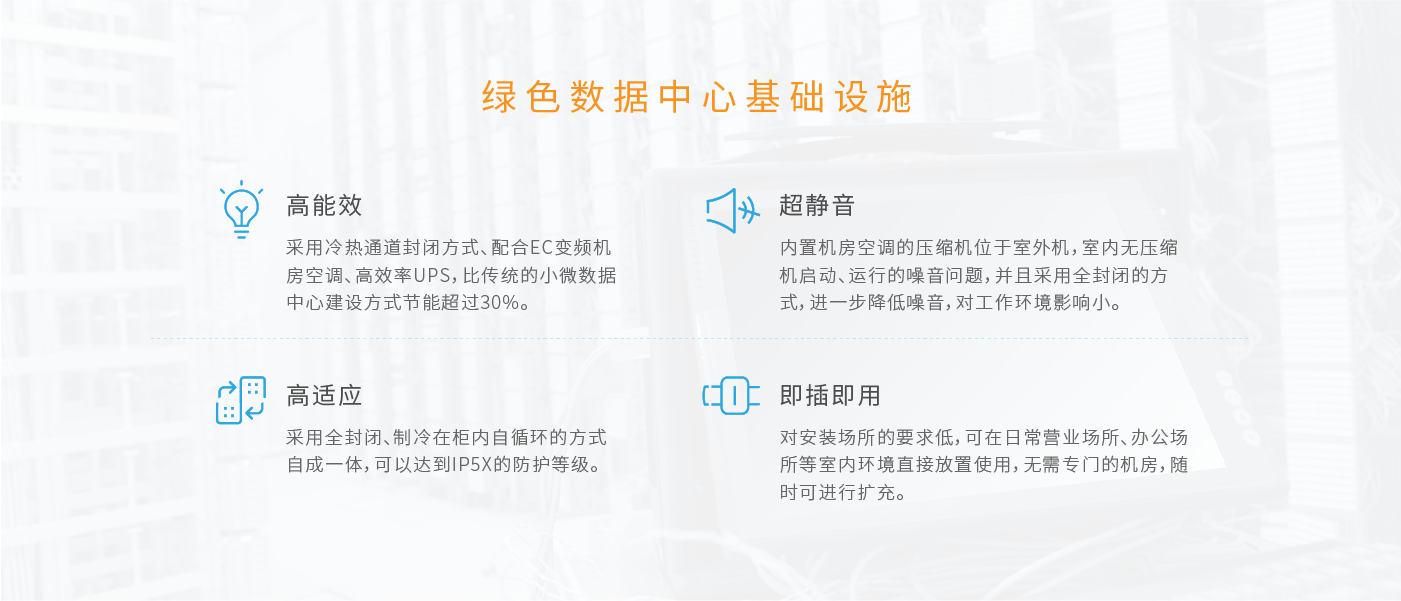 绿色数据中心基础设施
高能效
采用冷热通道封闭方式、配合EC变频机
房空调、高效率UPS，比传统的小微数据
中心建设方式节能超过30%。
超静音
内置机房空调的压缩机位于室外机，室内无压缩
机启动、运行的噪音问题，并且采用全封闭的方
式，进一步降低噪音，对工作环境影响小。
高适应
采用全封闭、制冷在柜内自循环的方式
自成一体，可以达到IP5X的防护等级。
即插即用
对安装场所的要求低，可在日常营业场所、办公场
所等室内环境直接放置使用，无需专门的机房，随
时可进行扩充。